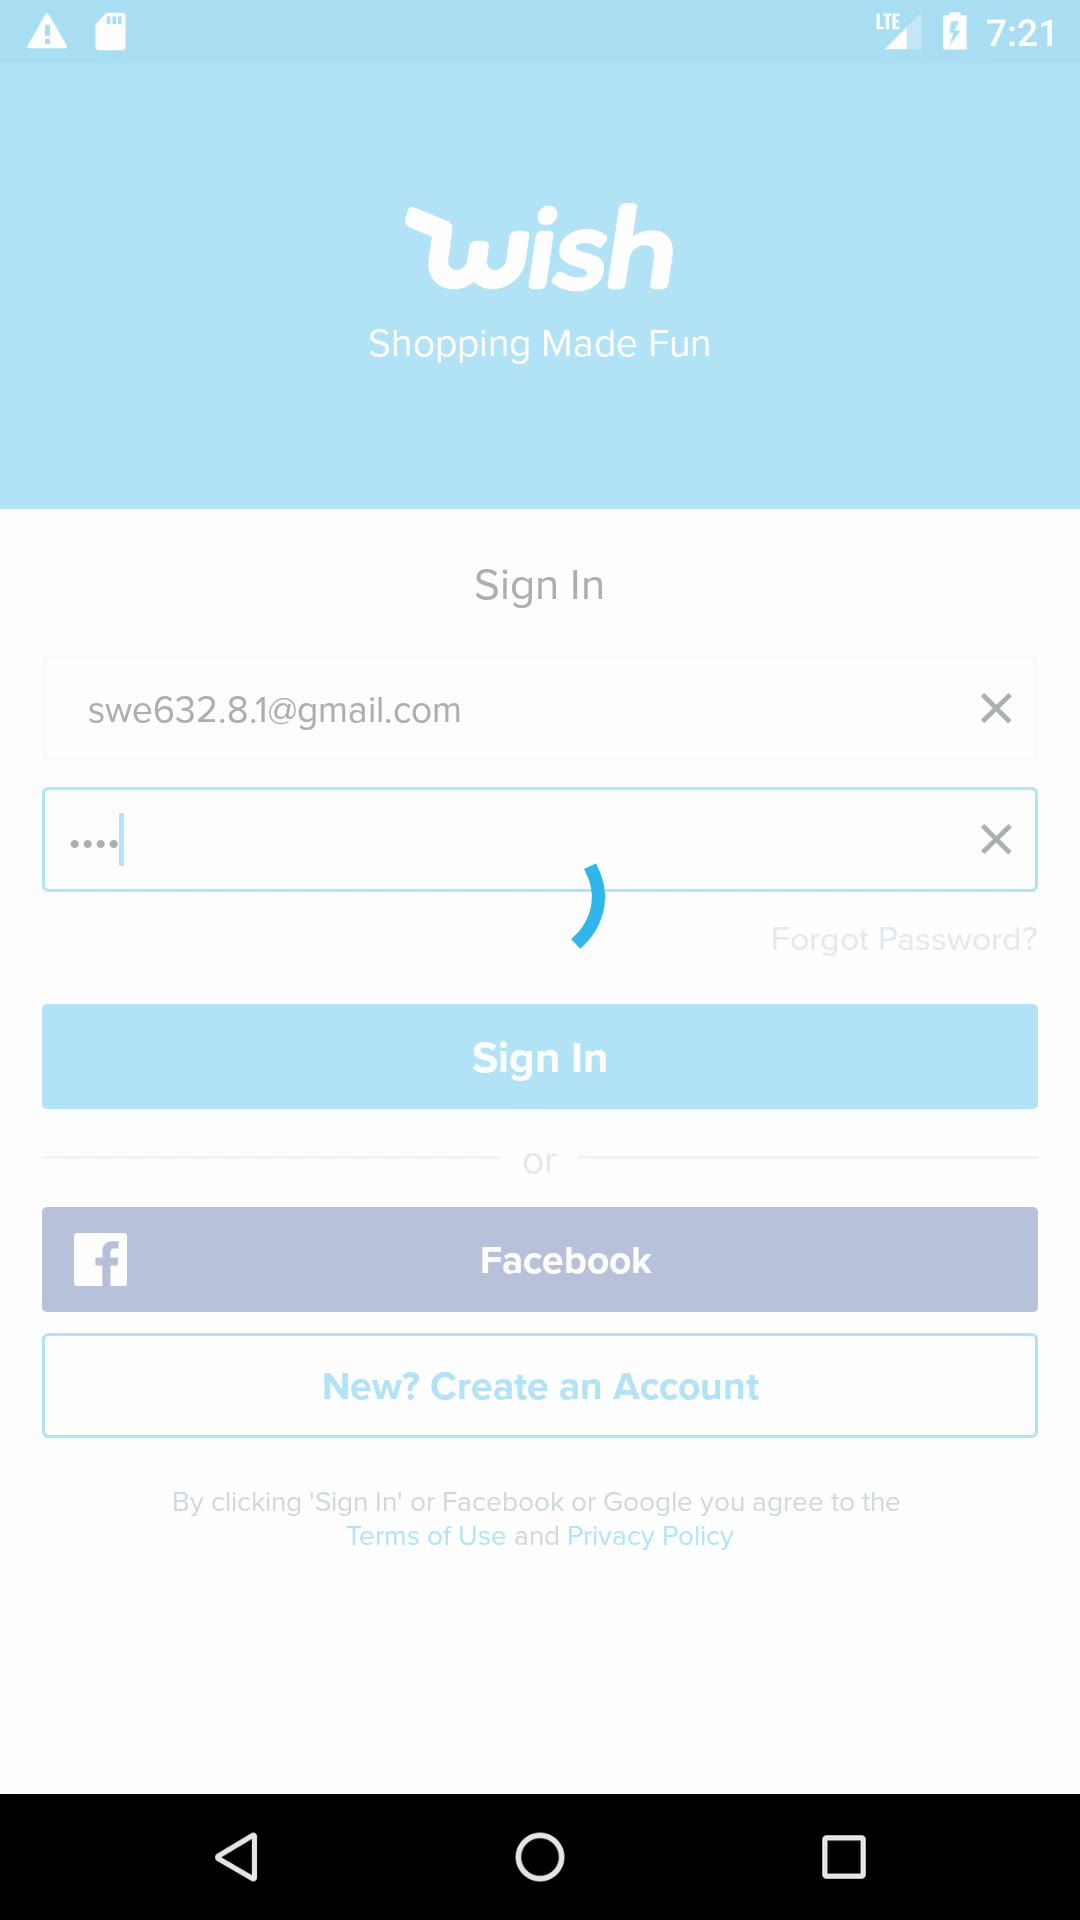 LTE 7:21
wish
Shopping Made Fun
Sign In
swe632.8.1@gmail.com
••••
Forgot Password?
Sign In
or
Facebook
New? Create an Account
By clicking 'Sign In' or Facebook or Google you agree to the
Terms of Use and Privacy Policy